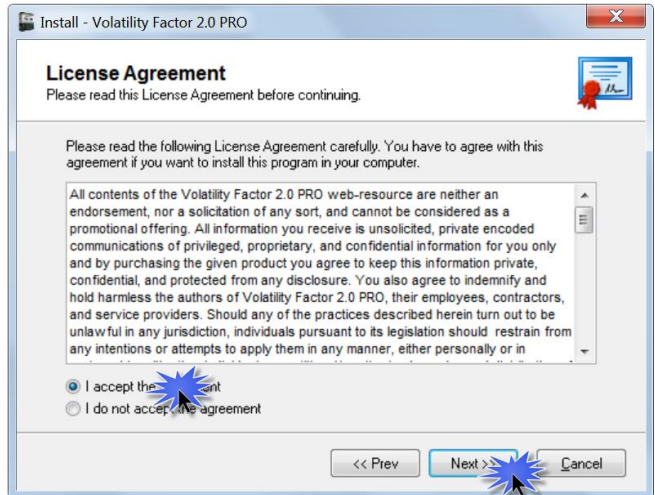 Install - Volatility Factor 2.0 PRO
License Agreement
Please read this License Agreement before continuing.
Please read the following License Agreement carefully. You have to agree with this
agreement if you want to install this program in your computer.
All contents of the Volatility Factor 2.0 PRO web-resource are neither an
endorsement, nor a solicitation of any sort, and cannot be considered as a
promotional offering. All information you receive is unsolicited, private encoded
communications of privileged, proprietary, and confidential information for you only
and by purchasing the given product you agree to keep this information private,
confidential, and protected from any disclosure. You also agree to indemnify and
hold harmless the authors of Volatility Factor 2.0 PRO, their employees, contractors,
and service providers. Should any of the practices described herein turn out to be
unlawful in any jurisdiction, individuals pursuant to its legislation should restrain from
any intentions or attempts to apply them in any manner, either personally or in
I accept the
I do not accept the agreement
<< Prev
Next >
Cancel